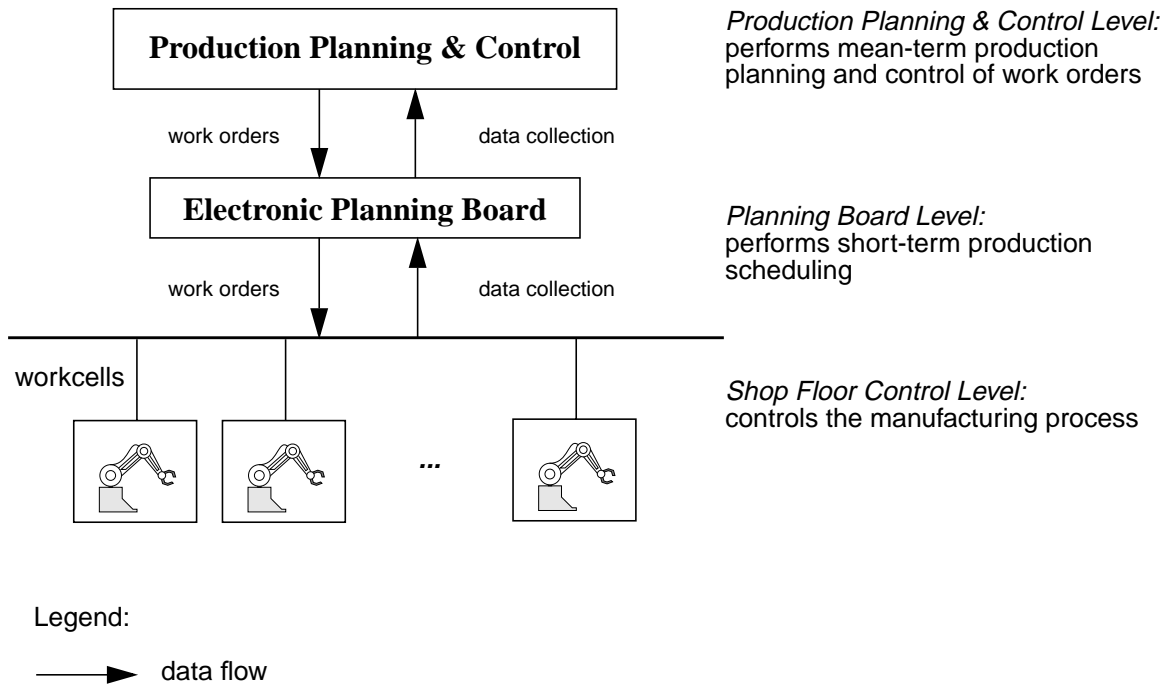 Production Planning & Control
Production Planning & Control Level:
performs mean-term production
planning and control of work orders
work orders
data collection
Electronic Planning Board
Planning Board Level:
performs short-term production
scheduling
work orders
data collection
workcells
Shop Floor Control Level:
controls the manufacturing process
...
Legend:
data flow